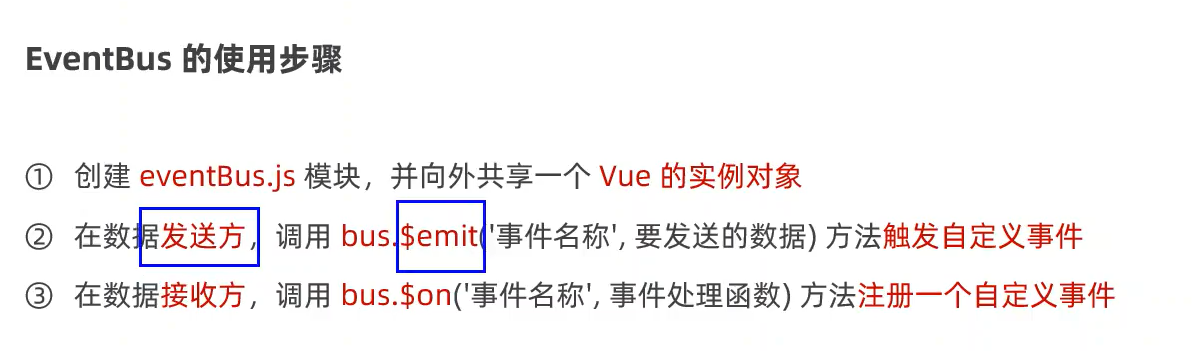 EventBus 的使用步骤
① 创建 eventBus.js 模块，并向外共享一个 Vue 的实例对象
② 在数据发送方，调用 bus.$emit('事件名称', 要发送的数据) 方法触发自定义事件
③ 在数据接收方，调用 bus.$on('事件名称', 事件处理函数) 方法注册一个自定义事件